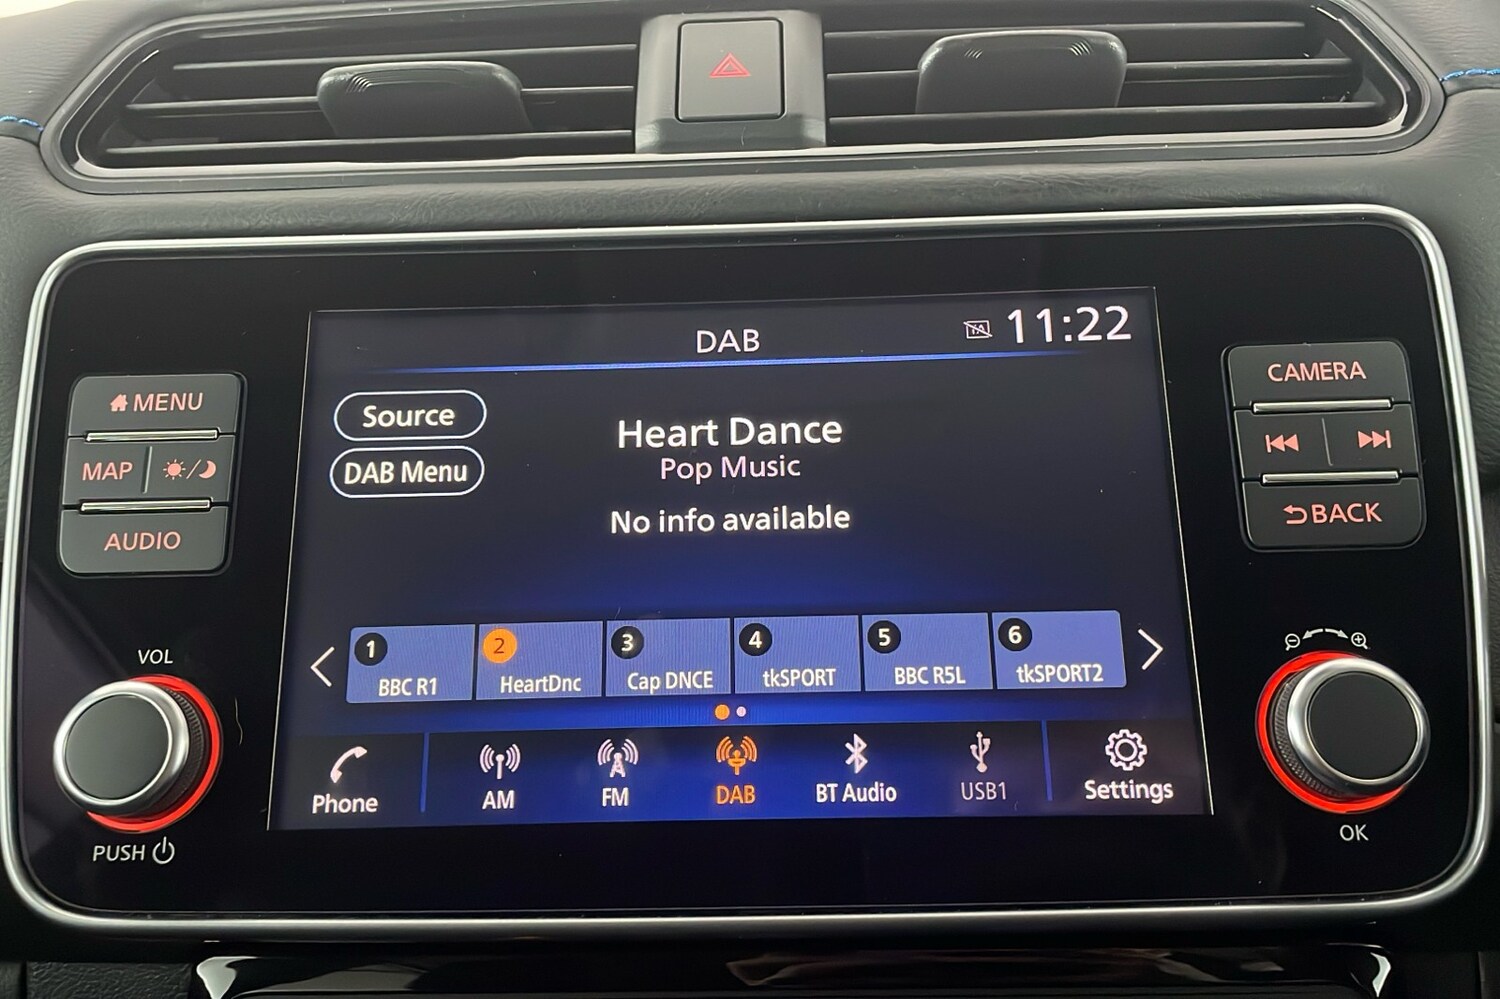 DAB
TA
11:22
MENU
MAP
AUDIO
Source
DAB Menu
Heart Dance
Pop Music
No info available
CAMERA
BACK
1
BBC R1
2
HeartDnc
3
Cap DNCE
4
tkSPORT
5
BBC R5L
6
tkSPORT2
VOL
PUSH
Phone
AM
FM
DAB
BT Audio
USB1
Settings
OK